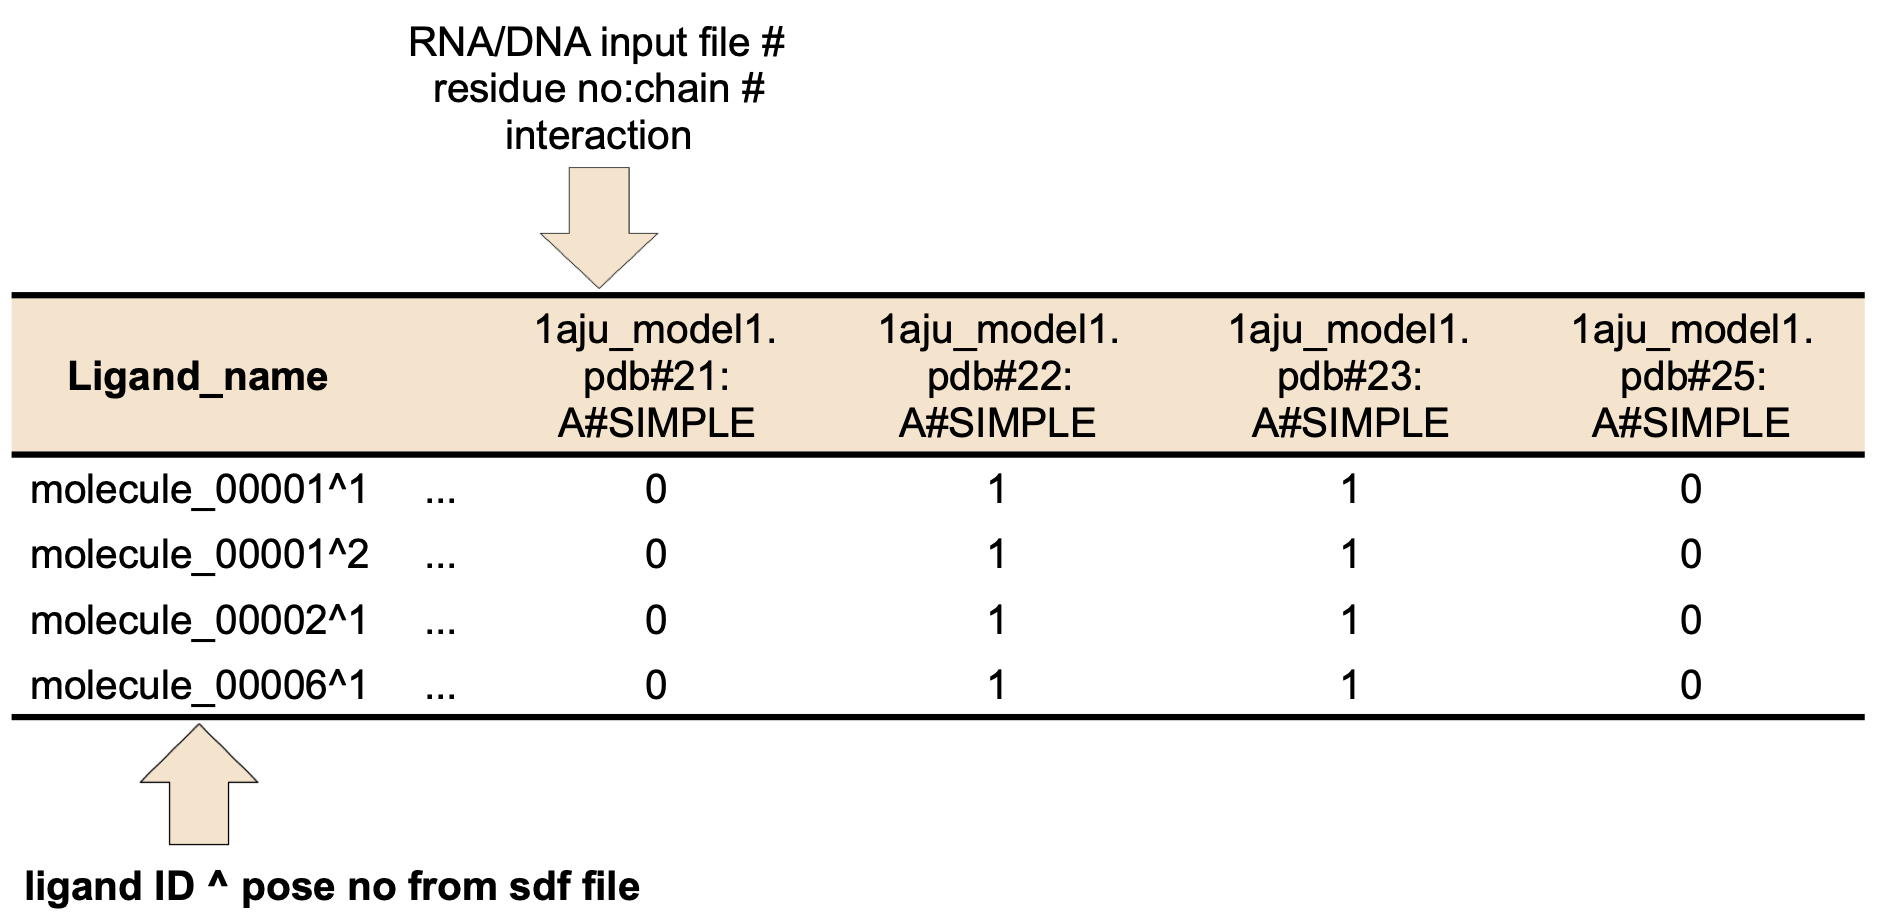 RNA/DNA input file #
residue no:chain #
interaction
1aju_model1. 1aju_model1. 1aju_model1. 1aju_model1.
Ligand_name pdb#21: pdb#22: pdb#23: pdb#25:
A#SIMPLE A#SIMPLE A#SIMPLE A#SIMPLE
molecule_00001^1 ... 0 1 1 0
molecule_00001^2 ... 0 1 1 0
molecule_00002^1 ... 0 1 1 0
molecule_00006^1 ... 0 1 1 0
ligand ID ^ pose no from sdf file